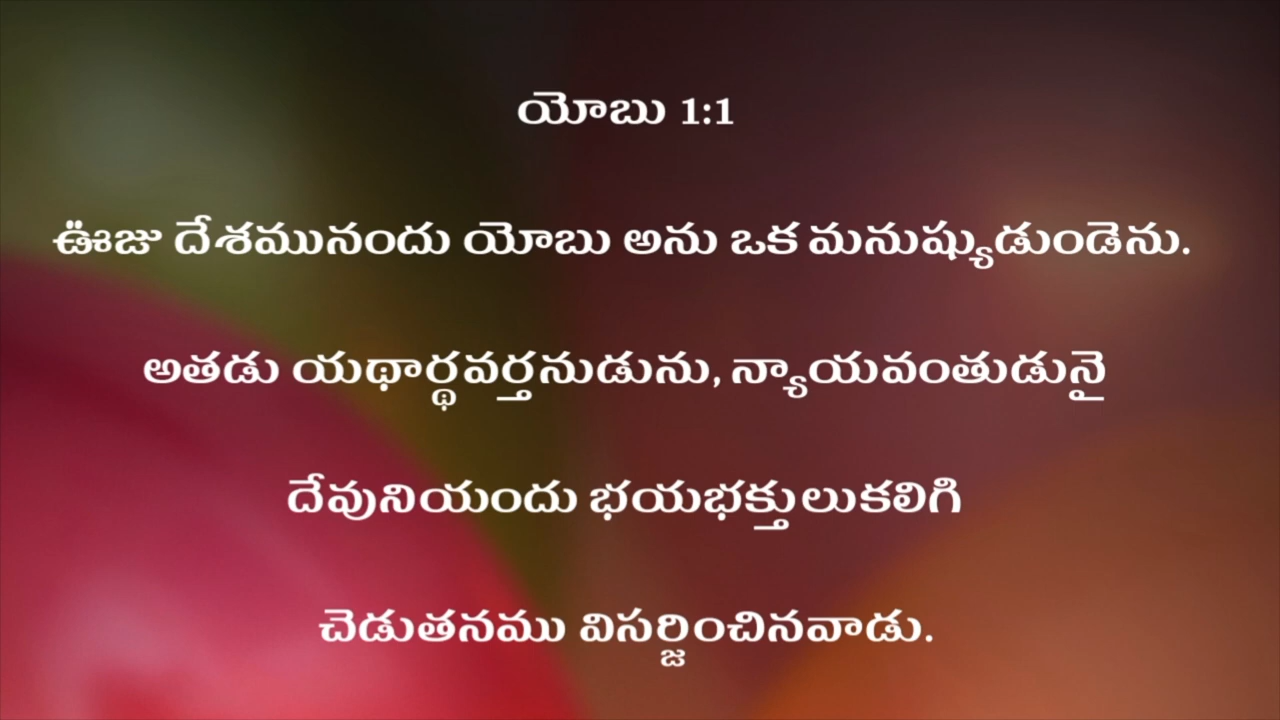 యోబు 1:1
ఊజు దేశమునందు యోబు అను ఒక మనుష్యుడుండెను.
అతడు యథార్థవర్తనుడును, న్యాయవంతుడునై
దేవునియందు భయభక్తులుకలిగి
చెడుతనము విసర్జించినవాడు.